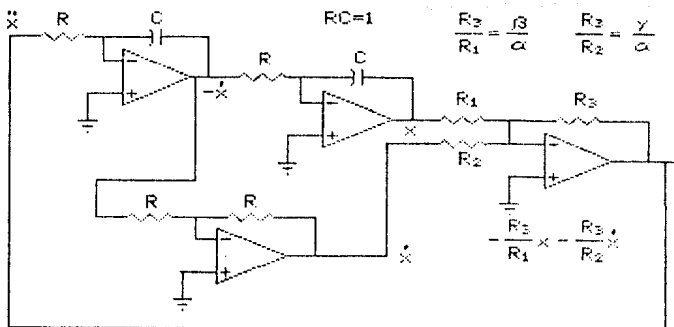 ẍ R C RC=1 R3/R1 = β/α R3/R2 = γ/α
R C
- + -ẋ
- + x R1 R3
R2
- +
R R
- + ẋ
-R3/R1 x - R3/R2 ẋ